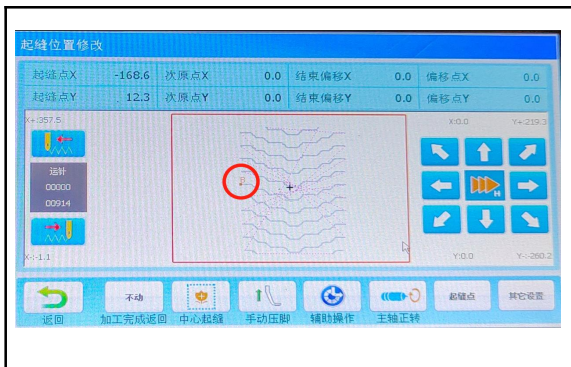 起缝位置修改
起缝点X -168.6 次原点X 0.0 结束偏移X 0.0 偏移点X 0.0
起缝点Y 12.3 次原点Y 0.0 结束偏移Y 0.0 偏移点Y 0.0
X+:357.5 X:0.0 Y+:219.3
运针
00000
00914
H
X-:-1.1 Y:0.0 Y-:-260.2
返回 不动 加工完成返回 中心起缝 手动压脚 辅助操作 主轴正转 起缝点 其它设置